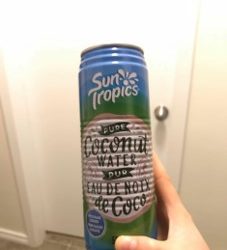 Sun
Tropics
PURE
Coconut
WATER
PUR
EAU DE NOIX
de COCO